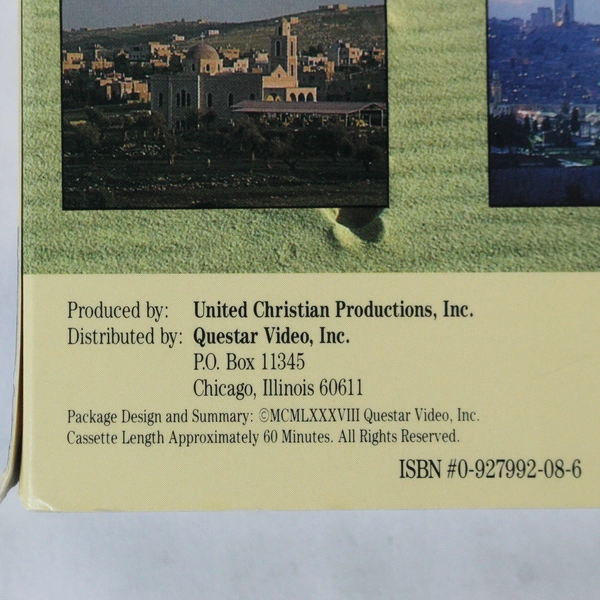 Produced by: United Christian Productions, Inc.
Distributed by: Questar Video, Inc.
P.O. Box 11345
Chicago, Illinois 60611
Package Design and Summary: ©MCMLXXXVIII Questar Video, Inc.
Cassette Length Approximately 60 Minutes. All Rights Reserved.
ISBN #0-927992-08-6